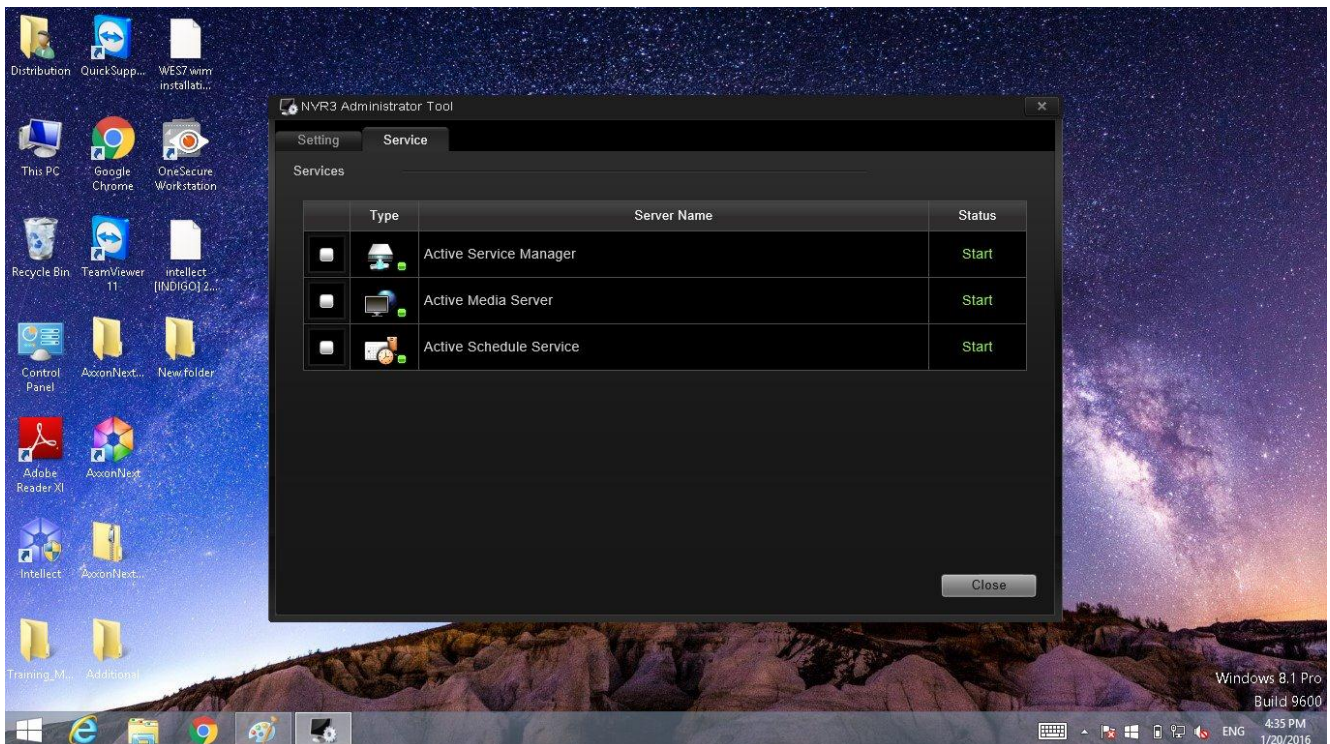 Distribution
QuickSupp...
WES7 wim
installati...
This PC
Google
Chrome
OneSecure
Workstation
Recycle Bin
TeamViewer
11
intellect
[INDIGO] 2...
Control
Panel
AxxonNext...
New folder
Adobe
Reader XI
AxxonNext
Intellect
AxxonNext...
Training_M...
Additional
NVR3 Administrator Tool
Setting Service
Services
Type Server Name Status
Active Service Manager Start
Active Media Server Start
Active Schedule Service Start
Close
Windows 8.1 Pro
Build 9600
ENG
4:35 PM
1/20/2016